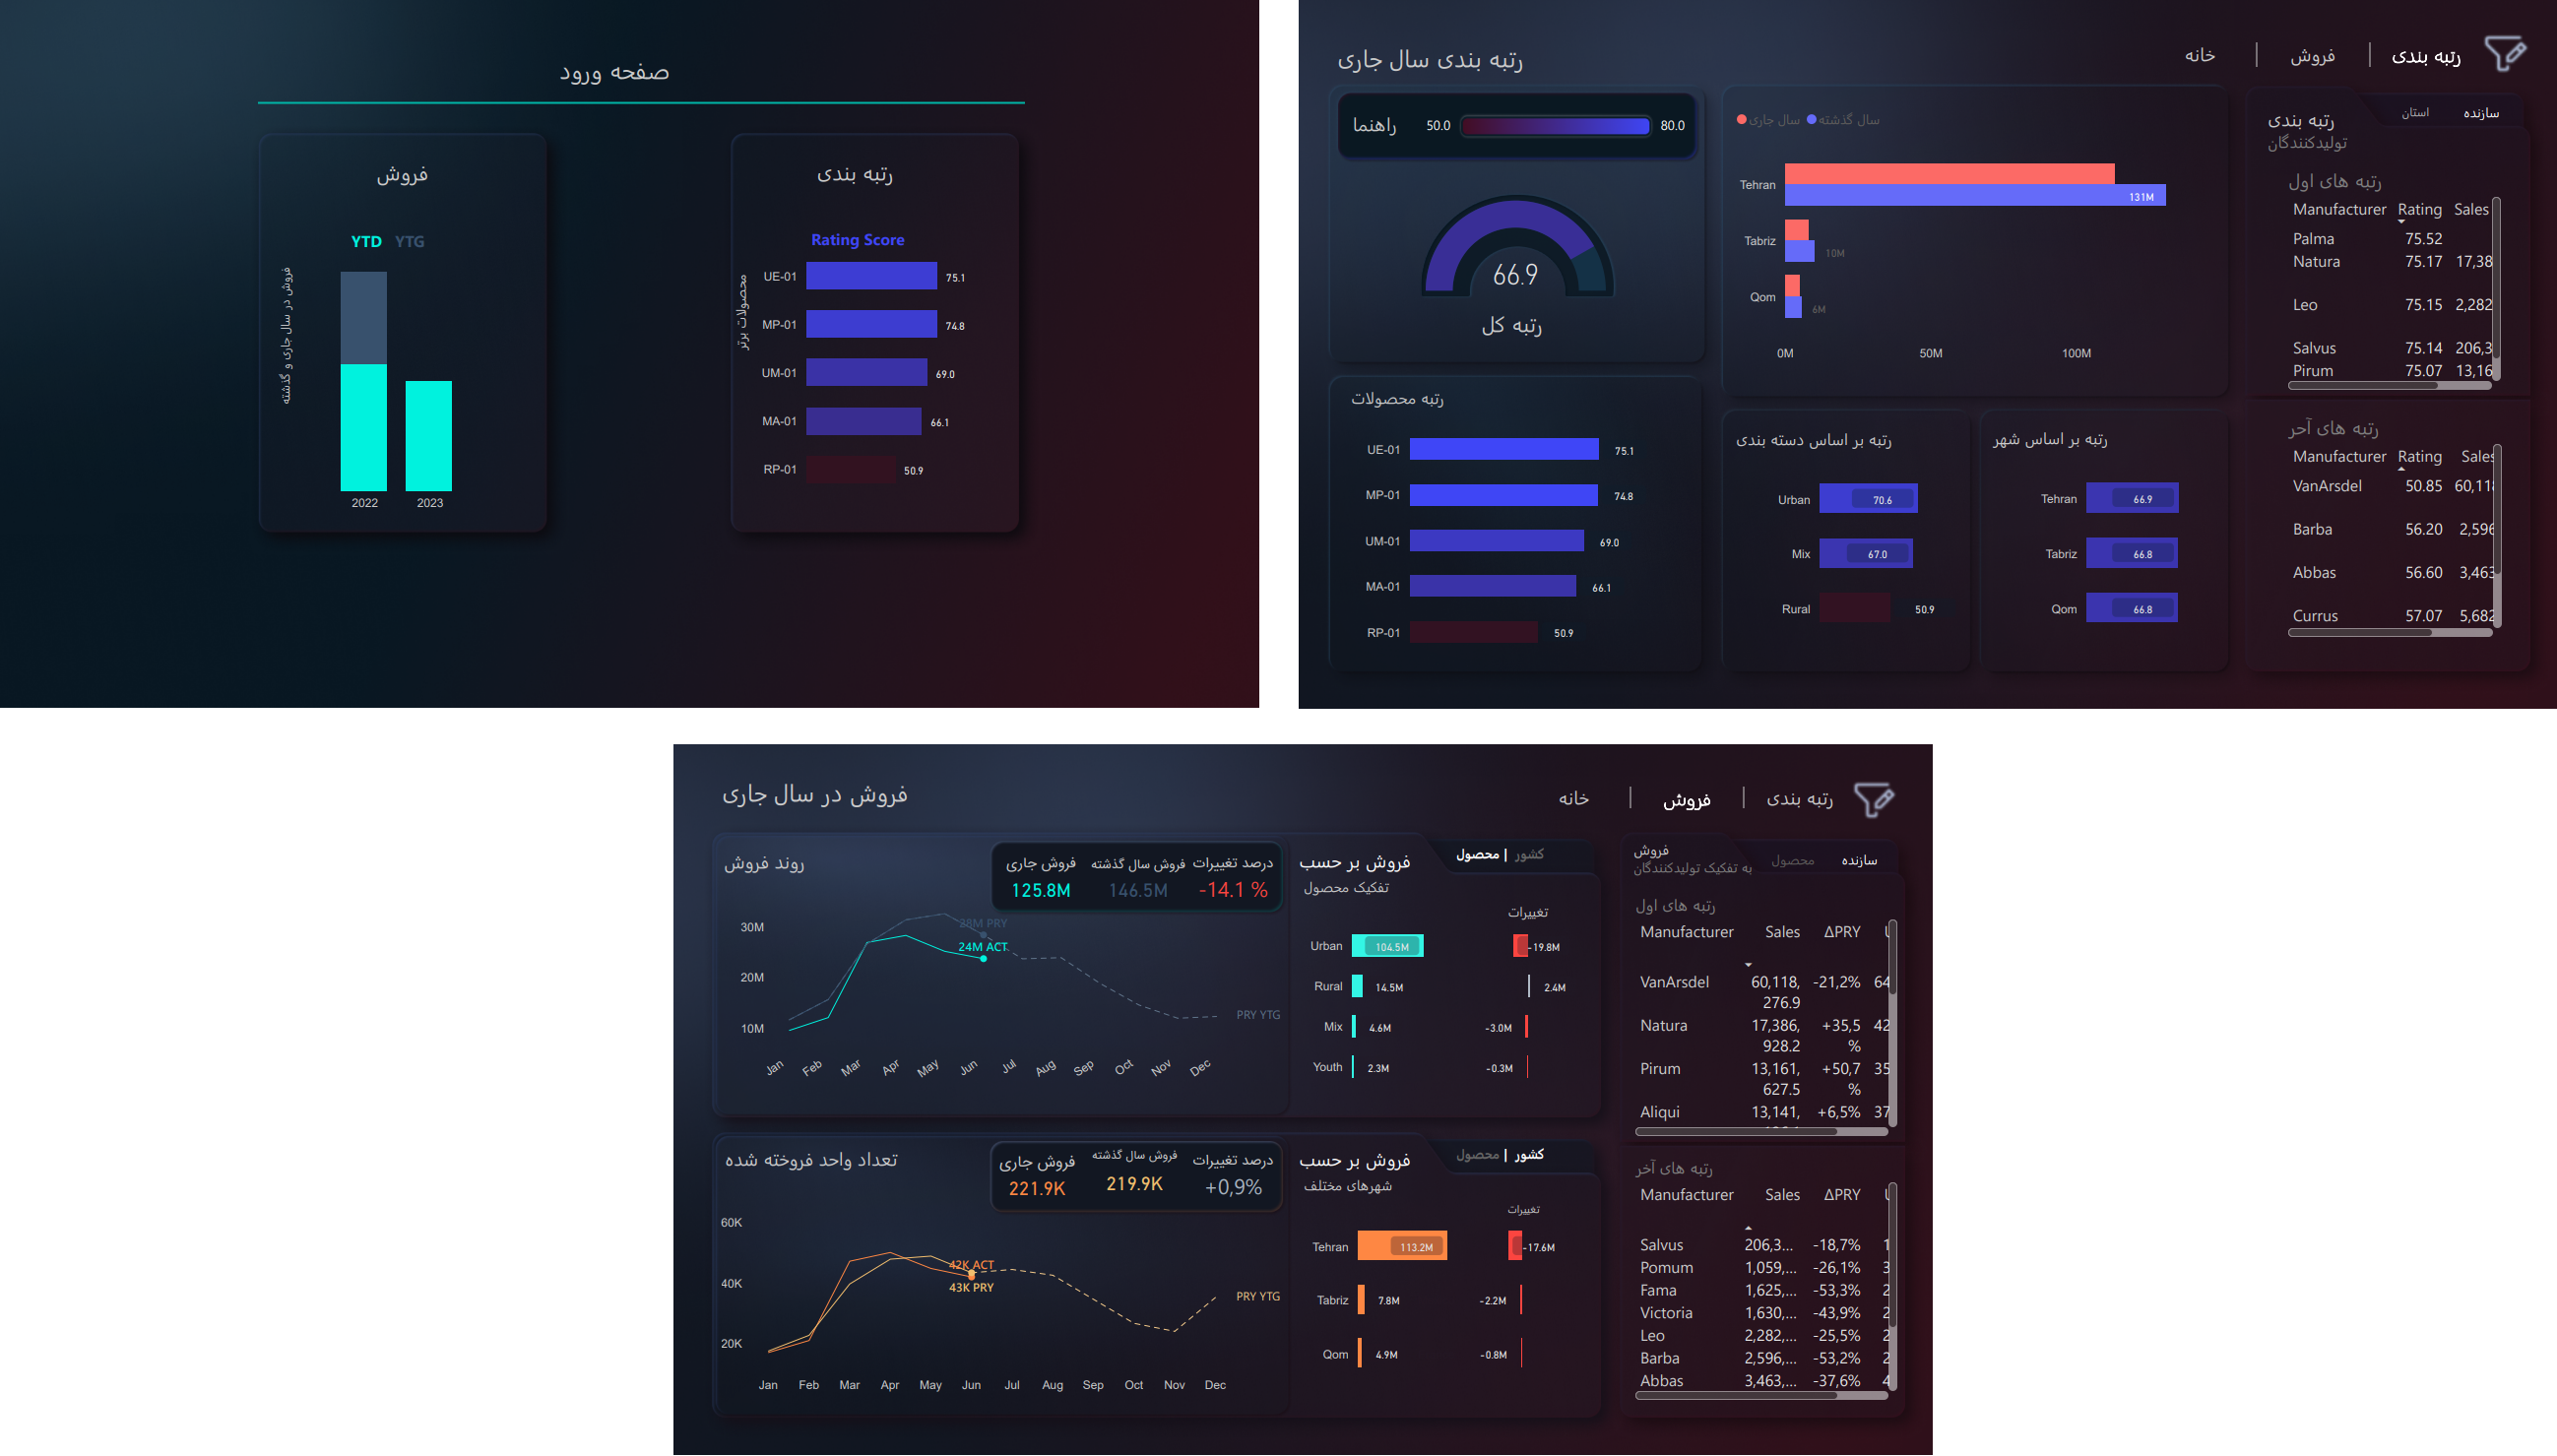 صفحه ورود
فروش
YTD YTG
فروش در سال جاری و گذشته
2022 2023
رتبه بندی
Rating Score
محصولات برتر
UE-01 75.1
MP-01 74.8
UM-01 69.0
MA-01 66.1
RP-01 50.9
رتبه بندی سال جاری
خانه | فروش | رتبه بندی
راهنما 50.0 80.0
66.9
رتبه کل
سال جاری سال گذشته
Tehran 131M
Tabriz 10M
Qom 6M
0M 50M 100M
رتبه محصولات
UE-01 75.1
MP-01 74.8
UM-01 69.0
MA-01 66.1
RP-01 50.9
رتبه بر اساس دسته بندی
Urban 70.6
Mix 67.0
Rural 50.9
رتبه بر اساس شهر
Tehran 66.9
Tabriz 66.8
Qom 66.8
رتبه بندی
تولیدکنندگان
استان سازنده
رتبه های اول
Manufacturer Rating Sales
Palma 75.52
Natura 75.17 17,38
Leo 75.15 2,282
Salvus 75.14 206,3
Pirum 75.07 13,16
رتبه های آحر
Manufacturer Rating Sales
VanArsdel 50.85 60,11
Barba 56.20 2,596
Abbas 56.60 3,463
Currus 57.07 5,682
فروش در سال جاری
خانه | فروش | رتبه بندی
روند فروش
فروش جاری فروش سال گذشته درصد تغییرات
125.8M 146.5M -14.1 %
30M
20M
10M
28M PRY
24M ACT
PRY YTG
Jan Feb Mar Apr May Jun Jul Aug Sep Oct Nov Dec
فروش بر حسب
تفکیک محصول
محصول | کشور
تغییرات
Urban 104.5M -19.8M
Rural 14.5M 2.4M
Mix 4.6M -3.0M
Youth 2.3M -0.3M
تعداد واحد فروخته شده
فروش جاری فروش سال گذشته درصد تغییرات
221.9K 219.9K +0,9%
60K
40K
20K
42K ACT
43K PRY
PRY YTG
Jan Feb Mar Apr May Jun Jul Aug Sep Oct Nov Dec
فروش بر حسب
شهرهای مختلف
محصول | کشور
تغییرات
Tehran 113.2M -17.6M
Tabriz 7.8M -2.2M
Qom 4.9M -0.8M
فروش
به تفکیک تولیدکنندگان
محصول سازنده
رتبه های اول
Manufacturer Sales ΔPRY
VanArsdel 60,118, -21,2% 64
276.9
Natura 17,386, +35,5 42
928.2 %
Pirum 13,161, +50,7 35
627.5 %
Aliqui 13,141, +6,5% 37
رتبه های آخر
Manufacturer Sales ΔPRY
Salvus 206,3... -18,7% 1
Pomum 1,059,... -26,1% 3
Fama 1,625,... -53,3% 2
Victoria 1,630,... -43,9% 2
Leo 2,282,... -25,5% 2
Barba 2,596,... -53,2% 2
Abbas 3,463,... -37,6% 4